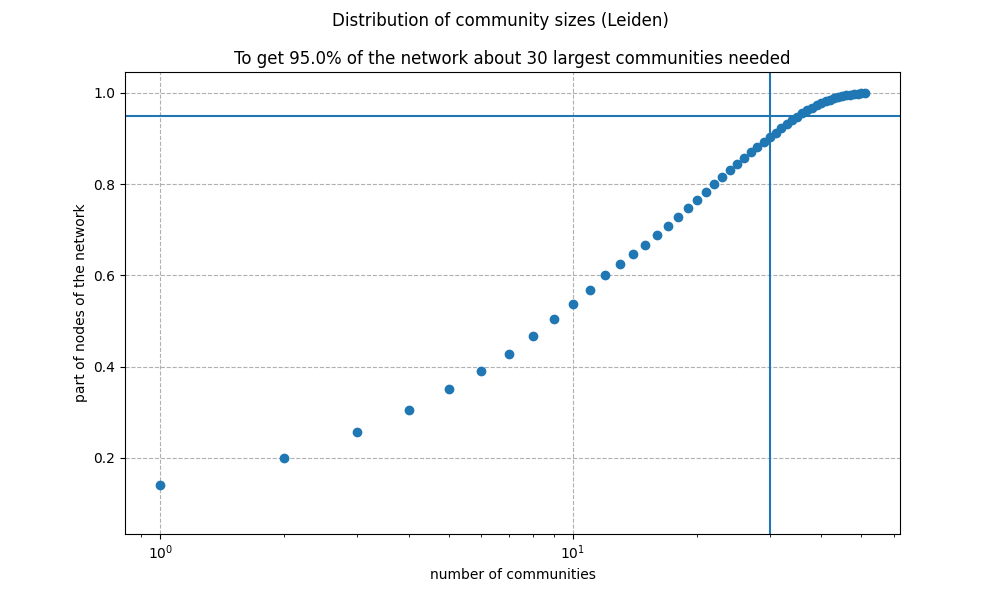 Distribution of community sizes (Leiden)
To get 95.0% of the network about 30 largest communities needed
1.0
0.8
0.6
0.4
0.2
part of nodes of the network
10⁰
10¹
number of communities